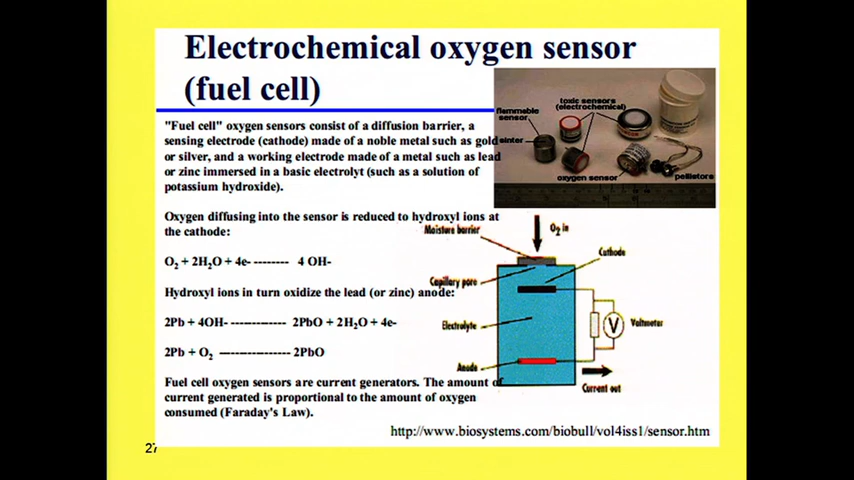 Electrochemical oxygen sensor
(fuel cell)
"Fuel cell" oxygen sensors consist of a diffusion barrier, a
sensing electrode (cathode) made of a noble metal such as gold
or silver, and a working electrode made of a metal such as lead
or zinc immersed in a basic electrolyt (such as a solution of
potassium hydroxide).
Oxygen diffusing into the sensor is reduced to hydroxyl ions at
the cathode:
O2 + 2H2O + 4e- --------- 4 OH-
Hydroxyl ions in turn oxidize the lead (or zinc) anode:
2Pb + 4OH- -------------- 2PbO + 2H2O + 4e-
2Pb + O2 ------------------ 2PbO
Fuel cell oxygen sensors are current generators. The amount of
current generated is proportional to the amount of oxygen
consumed (Faraday's Law).
toxic sensors
(electrochemical)
flammable
sensor
sinter
oxygen sensor
pellistors
Moisture barrier
O2 in
Cathode
Capillary pore
Electrolyte
V
Voltmeter
Anode
Current out
http://www.biosystems.com/biobull/vol4iss1/sensor.htm
27